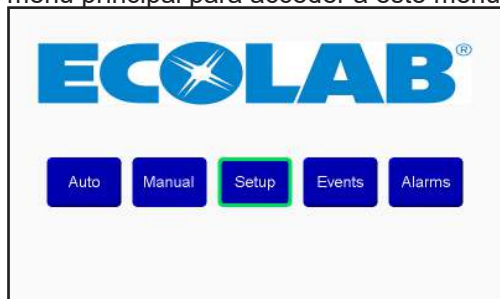 menú principal para acceder a este menú
ECOLAB®
Auto Manual Setup Events Alarms